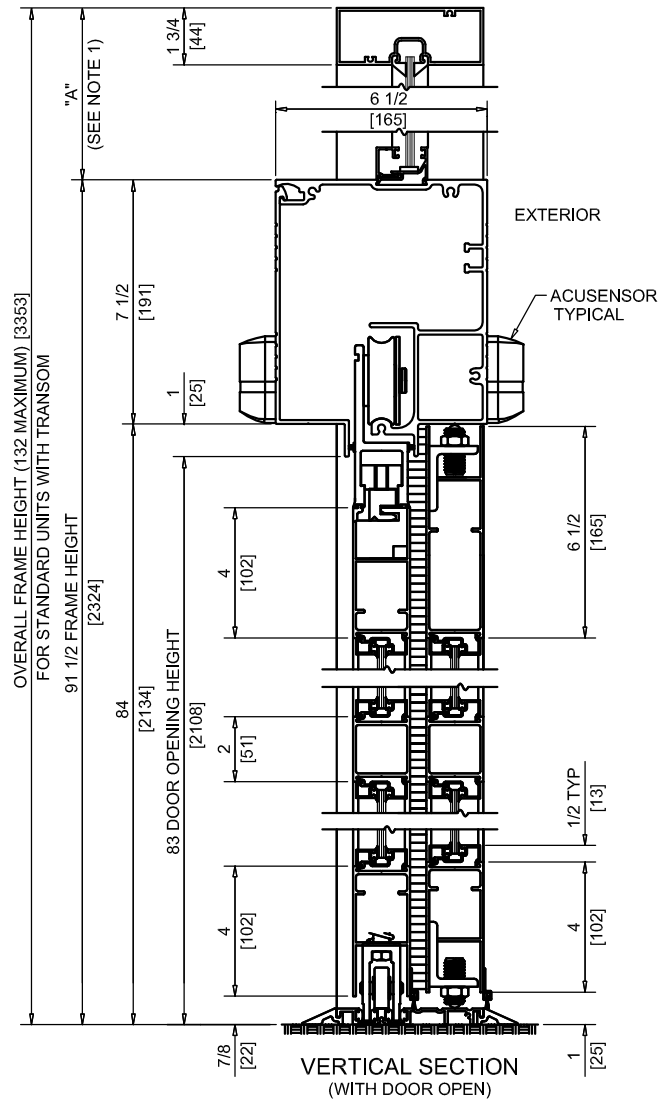 1 3/4
[44]
"A"
(SEE NOTE 1)
6 1/2
[165]
EXTERIOR
ACUSENSOR
TYPICAL
7 1/2
[191]
1
[25]
OVERALL FRAME HEIGHT (132 MAXIMUM) [3353]
FOR STANDARD UNITS WITH TRANSOM
91 1/2 FRAME HEIGHT
[2324]
84
[2134]
83 DOOR OPENING HEIGHT
[2108]
4
[102]
6 1/2
[165]
2
[51]
1/2 TYP
[13]
4
[102]
4
[102]
7/8
[22]
1
[25]
VERTICAL SECTION
(WITH DOOR OPEN)